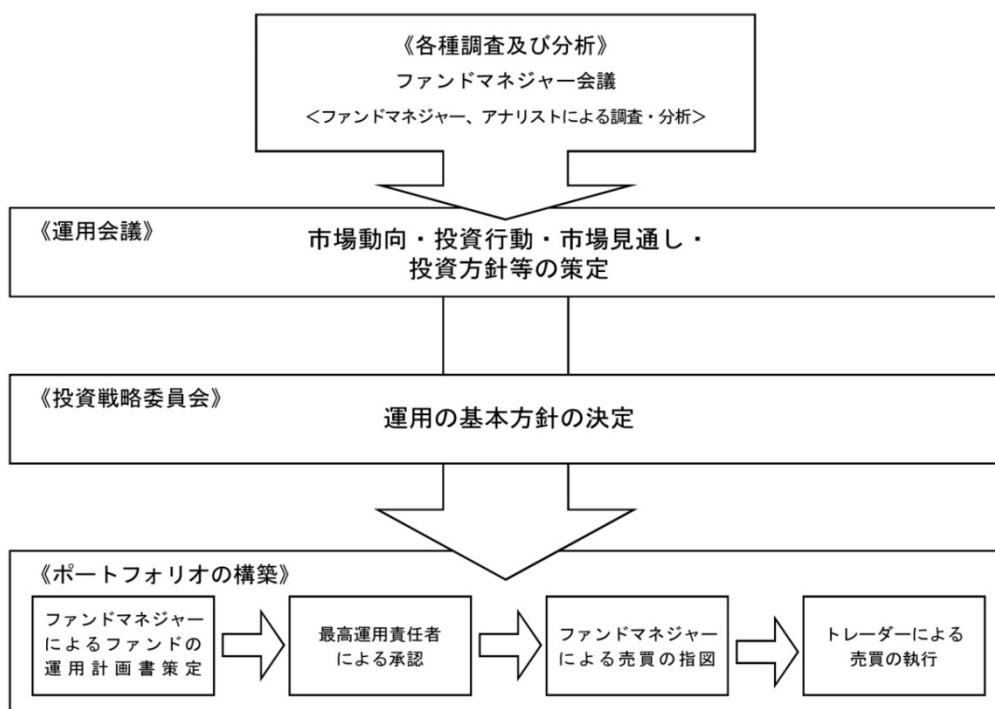 《各種調査及び分析》
ファンドマネジャー会議
＜ファンドマネジャー、アナリストによる調査・分析＞
《運用会議》
市場動向・投資行動・市場見通し・
投資方針等の策定
《投資戦略委員会》
運用の基本方針の決定
《ポートフォリオの構築》
ファンドマネジャー
によるファンドの
運用計画書策定
最高運用責任者
による承認
ファンドマネジャー
による売買の指図
トレーダーによる
売買の執行